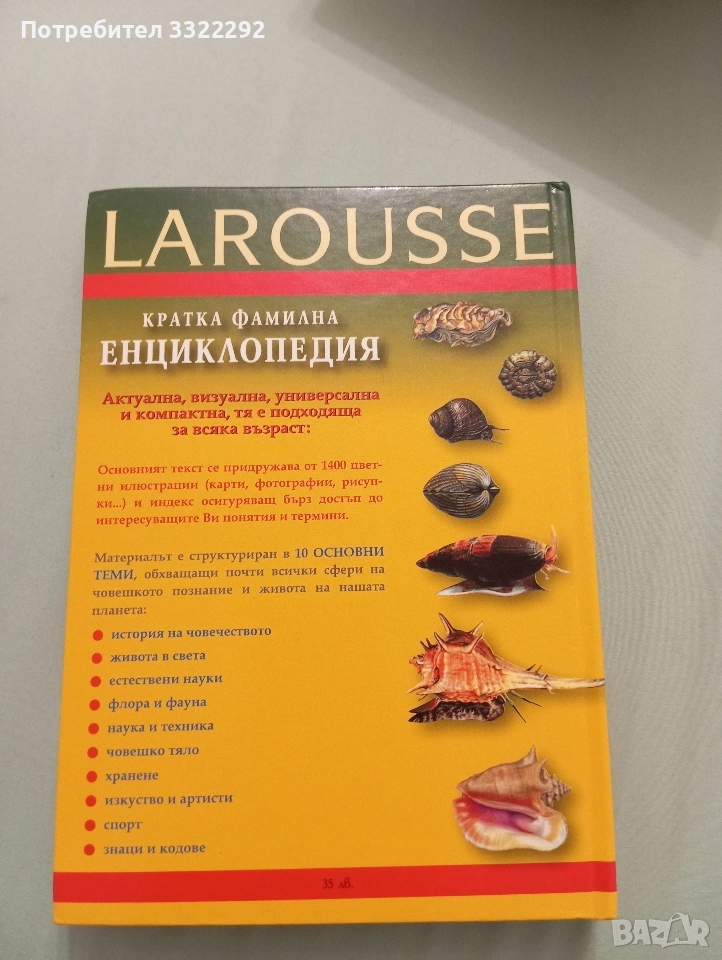 Потребител 3322292
LAROUSSE
КРАТКА ФАМИЛНА
ЕНЦИКЛОПЕДИЯ
Актуална, визуална, универсална
и компактна, тя е подходяща
за всяка възраст:
Основният текст се придружава от 1400 цвет-
ни илюстрации (карти, фотографии, рисун-
ки...) и индекс осигуряващ бърз достъп до
интересуващите Ви понятия и термини.
Материалът е структуриран в 10 ОСНОВНИ
ТЕМИ, обхващащи почти всички сфери на
човешкото познание и живота на нашата
планета:
история на човечеството
живота в света
естествени науки
флора и фауна
наука и техника
човешко тяло
хранене
изкуство и артисти
спорт
знаци и кодове
35 лв.
BAZAR